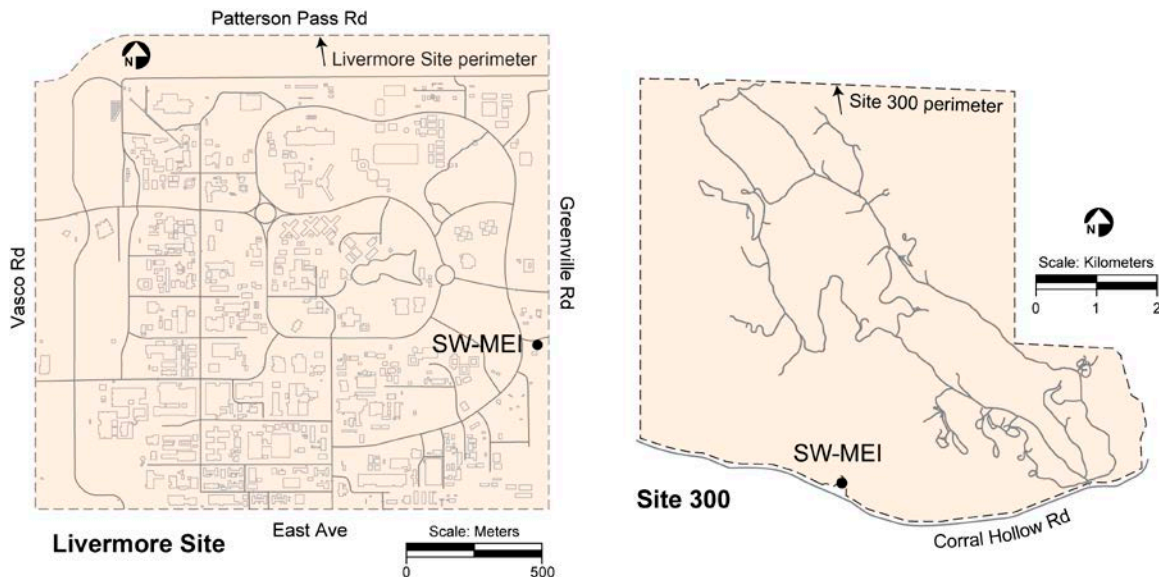 Patterson Pass Rd
N
Livermore Site perimeter
Vasco Rd
Greenville Rd
SW-MEI
East Ave
Livermore Site
Scale: Meters
0 500
Site 300 perimeter
N
Scale: Kilometers
0 1 2
SW-MEI
Site 300
Corral Hollow Rd